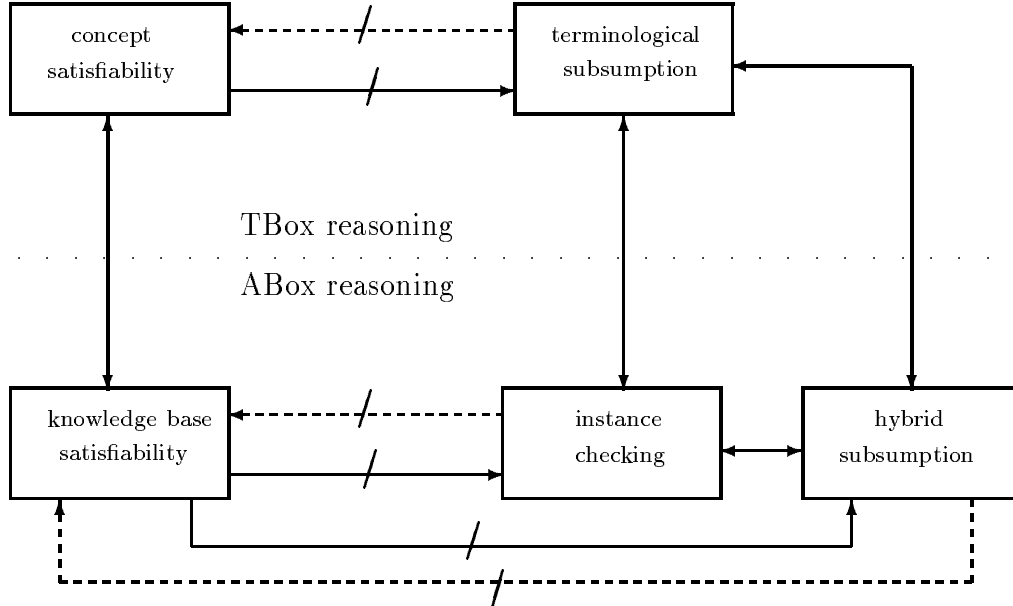 concept
satisfiability
terminological
subsumption
TBox reasoning
ABox reasoning
knowledge base
satisfiability
instance
checking
hybrid
subsumption